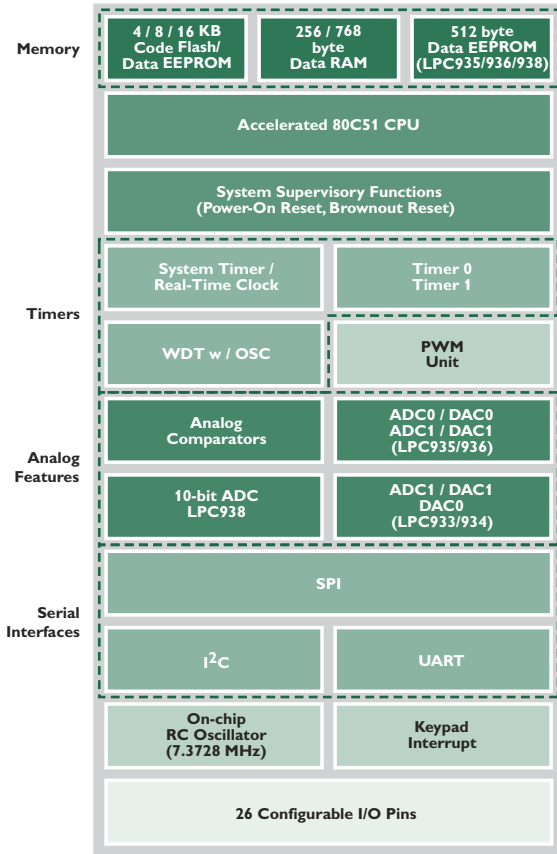 Memory
4 / 8 / 16 KB
Code Flash/
Data EEPROM
256 / 768
byte
Data RAM
512 byte
Data EEPROM
(LPC935/936/938)
Accelerated 80C51 CPU
System Supervisory Functions
(Power-On Reset, Brownout Reset)
Timers
System Timer /
Real-Time Clock
Timer 0
Timer 1
WDT w / OSC
PWM
Unit
Analog
Features
Analog
Comparators
ADC0 / DAC0
ADC1 / DAC1
(LPC935/936)
10-bit ADC
LPC938
ADC1 / DAC1
DAC0
(LPC933/934)
Serial
Interfaces
SPI
I²C
UART
On-chip
RC Oscillator
(7.3728 MHz)
Keypad
Interrupt
26 Configurable I/O Pins